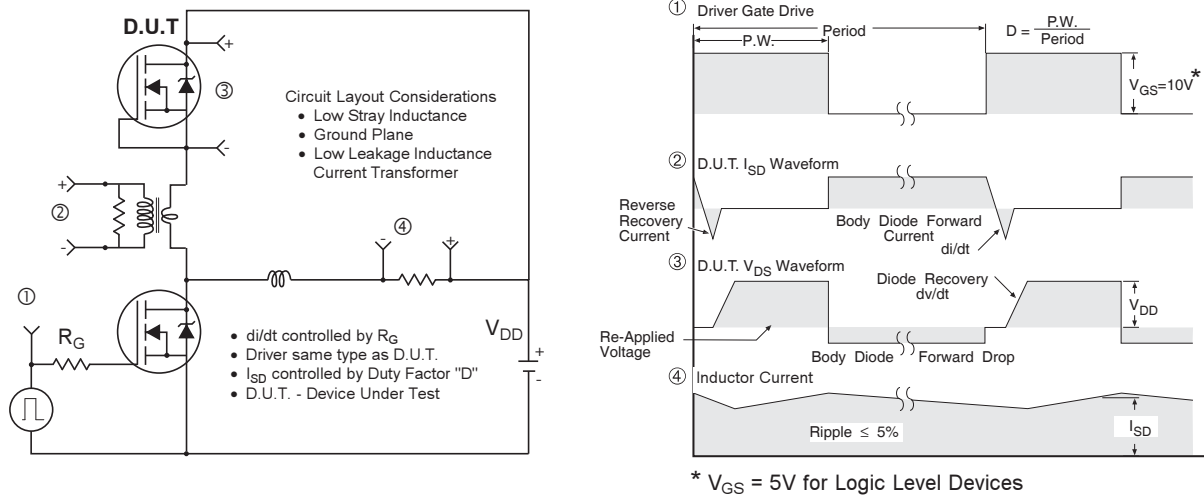 D.U.T
+
③
-
Circuit Layout Considerations
• Low Stray Inductance
• Ground Plane
• Low Leakage Inductance
Current Transformer
+
②
-
④
- +
①
R_G
• di/dt controlled by R_G
• Driver same type as D.U.T.
• I_SD controlled by Duty Factor "D"
• D.U.T. - Device Under Test
V_DD
+
-
① Driver Gate Drive
P.W.
Period
D = P.W.
Period
V_GS=10V*
② D.U.T. I_SD Waveform
Reverse
Recovery
Current
Body Diode Forward
Current
di/dt
③ D.U.T. V_DS Waveform
Diode Recovery
dv/dt
V_DD
Re-Applied
Voltage
Body Diode Forward Drop
④ Inductor Current
Ripple ≤ 5%
I_SD
* V_GS = 5V for Logic Level Devices